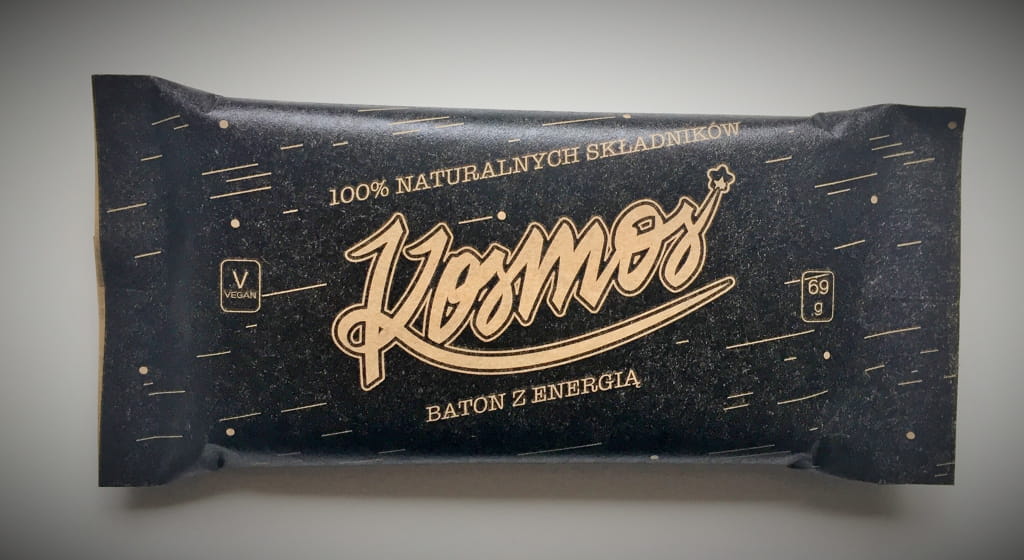 100% NATURALNYCH SKŁADNIKÓW
Kosmos
V
VEGAN
69
g
BATON Z ENERGIĄ